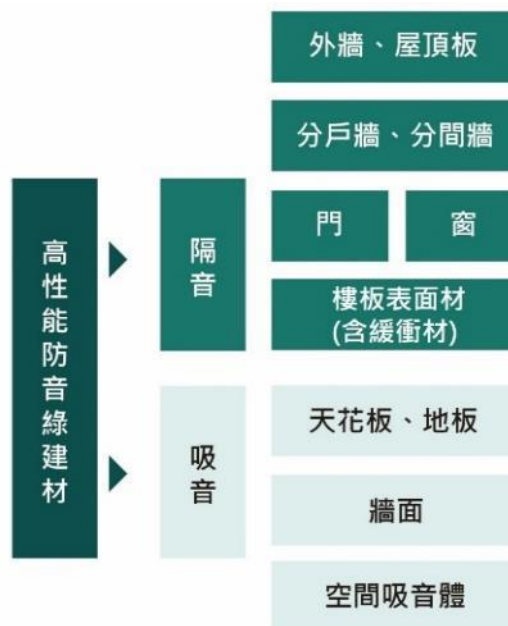 高性能防音綠建材
隔音
外牆、屋頂板
分戶牆、分間牆
門
窗
樓板表面材
(含緩衝材)
吸音
天花板、地板
牆面
空間吸音體